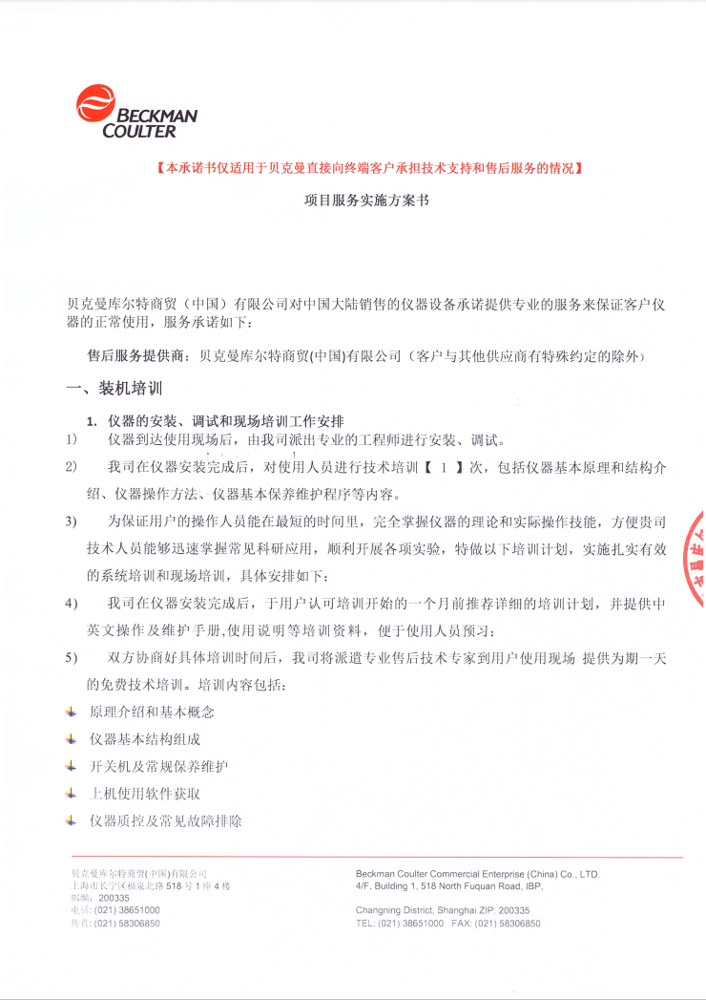 BECKMAN
COULTER
【本承诺书仅适用于贝克曼直接向终端客户承担技术支持和售后服务的情况】
项目服务实施方案书
贝克曼库尔特商贸（中国）有限公司对中国大陆销售的仪器设备承诺提供专业的服务来保证客户仪
器的正常使用，服务承诺如下：
售后服务提供商：贝克曼库尔特商贸(中国)有限公司（客户与其他供应商有特殊约定的除外）
一、装机培训
1. 仪器的安装、调试和现场培训工作安排
1) 仪器到达使用现场后，由我司派出专业的工程师进行安装、调试。
2) 我司在仪器安装完成后，对使用人员进行技术培训【 1 】次，包括仪器基本原理和结构介
绍、仪器操作方法、仪器基本保养维护程序等内容。
3) 为保证用户的操作人员能在最短的时间里，完全掌握仪器的理论和实际操作技能，方便贵司
技术人员能够迅速掌握常见科研应用，顺利开展各项实验，特做以下培训计划，实施扎实有效
的系统培训和现场培训，具体安排如下：
4) 我司在仪器安装完成后，于用户认可培训开始的一个月前推荐详细的培训计划，并提供中
英文操作及维护手册,使用说明等培训资料，便于使用人员预习；
5) 双方协商好具体培训时间后，我司将派遣专业售后技术专家到用户使用现场 提供为期一天
的免费技术培训。培训内容包括：
原理介绍和基本概念
仪器基本结构组成
开关机及常规保养维护
上机使用软件获取
仪器质控及常见故障排除
贝克曼库尔特商贸(中国)有限公司
上海市长宁区福泉北路 518 号 1 座 4 楼
邮编：200335
电话: (021) 38651000
传真: (021) 58306850
Beckman Coulter Commercial Enterprise (China) Co., LTD.
4/F, Building 1, 518 North Fuquan Road, IBP,
Changning District, Shanghai ZIP: 200335
TEL: (021) 38651000 FAX: (021) 58306850